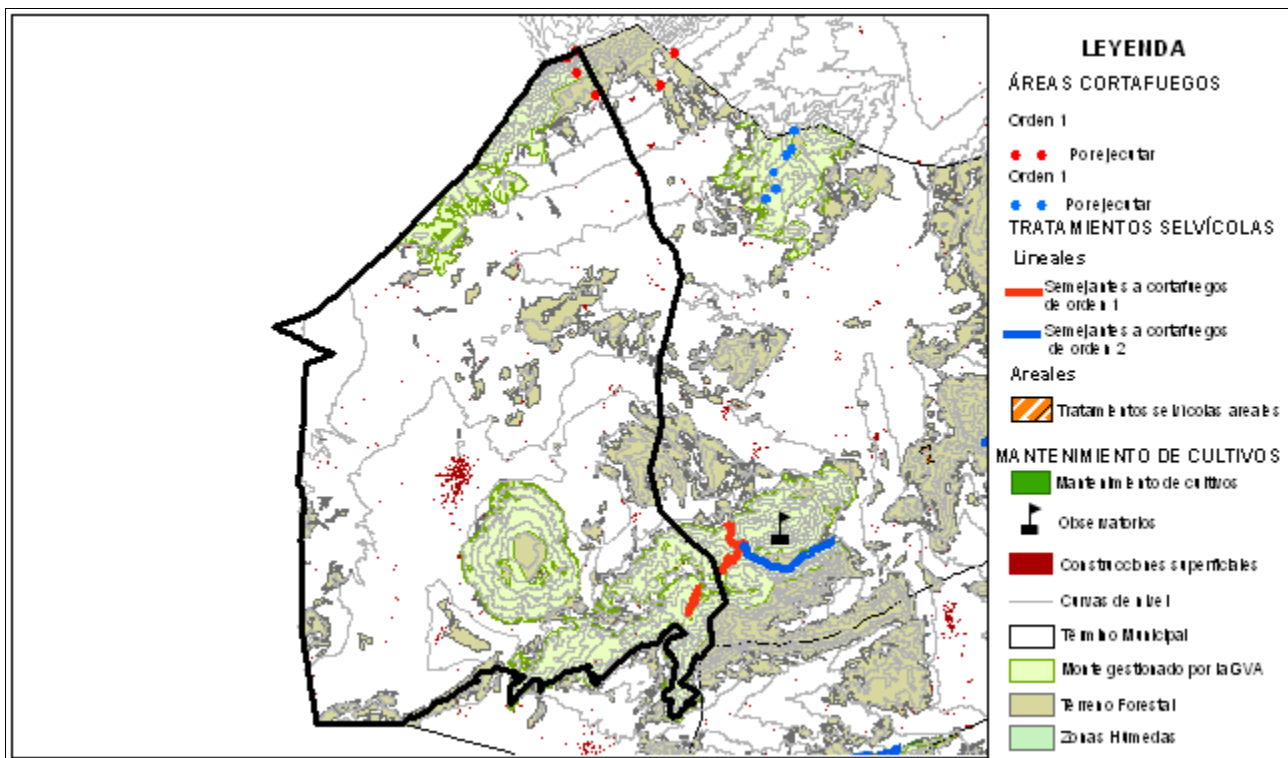 LEYENDA
ÁREAS CORTAFUEGOS
Orden 1
Por ejecutar
Orden 1
Por ejecutar
TRATAMIENTOS SELVÍCOLAS
Lineales
Semejantes a cortafuegos
de orden 1
Semejantes a cortafuegos
de orden 2
Areales
Tratamientos selvícolas areales
MANTENIMIENTO DE CULTIVOS
Mantenimiento de cultivos
Observatorios
Construcciones superficiales
Curvas de nivel
Término Municipal
Monte gestionado por la GVA
Terreno Forestal
Zonas Húmedas